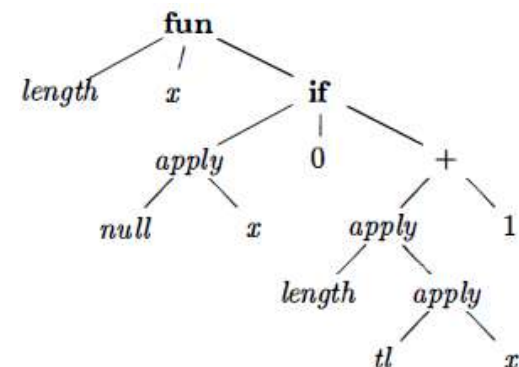 fun
length x if
apply 0 +
null x apply 1
length apply
tl x